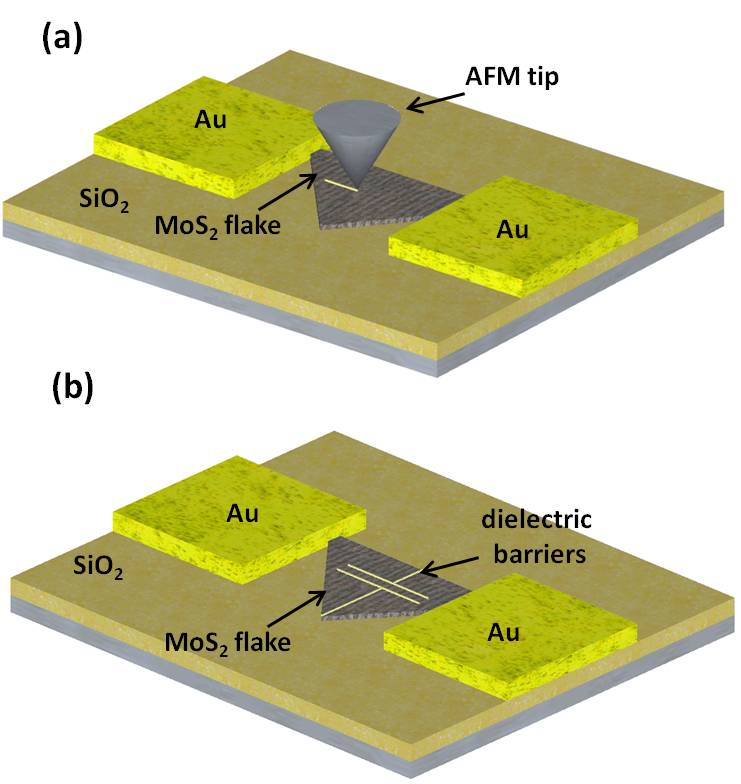 (a)
AFM tip
Au
SiO₂
MoS₂ flake
Au
(b)
Au
dielectric
barriers
SiO₂
MoS₂ flake
Au